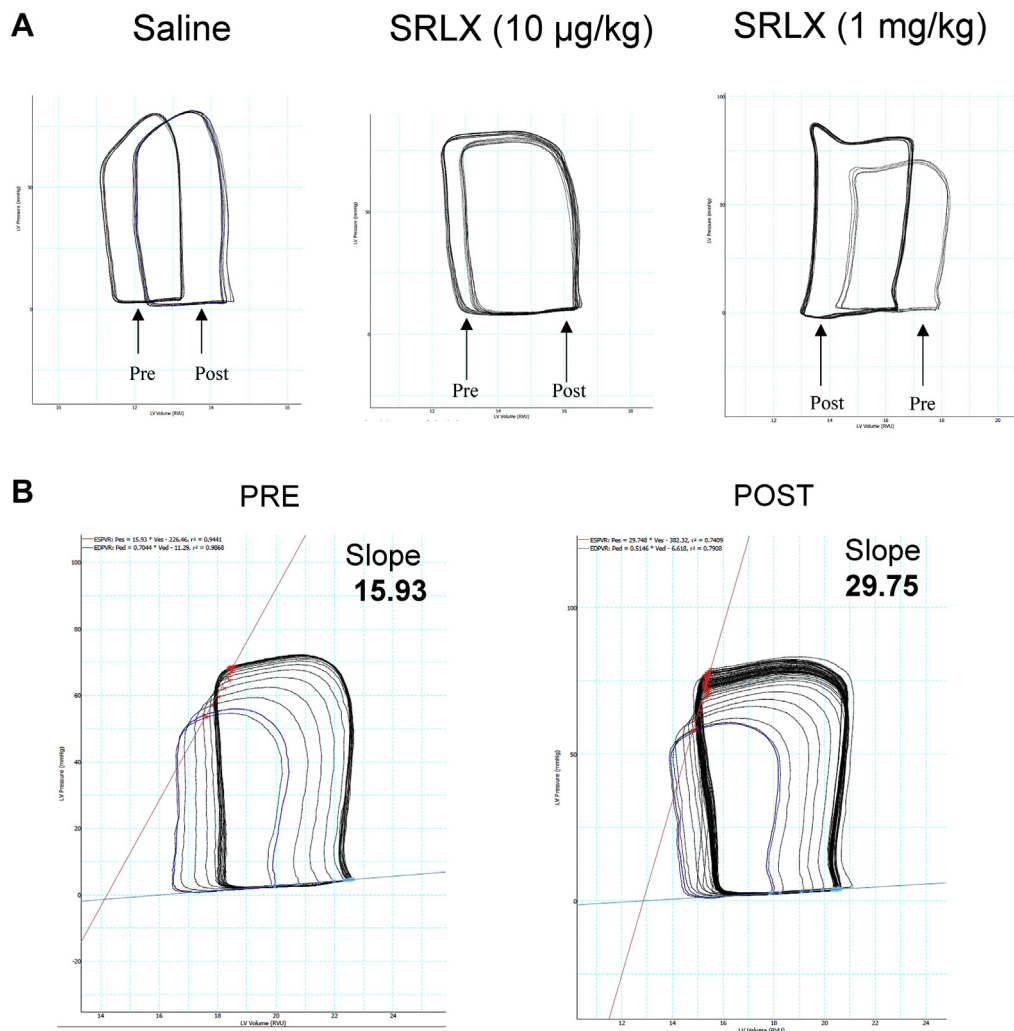 A
Saline
SRLX (10 µg/kg)
SRLX (1 mg/kg)
LV Pressure (mmHg)
50
0
10
12
14
16
LV Volume (RVU)
Pre
Post
LV Pressure (mmHg)
50
0
12
14
16
18
Pre
Post
LV Pressure (mmHg)
100
50
0
12
14
16
18
20
LV Volume (RVU)
Post
Pre
B
PRE
POST
ESPVR: Pes = 15.93 * Ves - 226.46, r² = 0.9441
EDPVR: Ped = 0.7044 * Ved - 11.29, r² = 0.9868
Slope
15.93
LV Pressure (mmHg)
100
80
60
40
20
0
-20
14
16
18
20
22
24
LV Volume (RVU)
ESPVR: Pes = 29.748 * Ves - 382.32, r² = 0.7409
EDPVR: Ped = 0.5146 * Ved - 6.618, r² = 0.7908
Slope
29.75
LV Pressure (mmHg)
100
50
0
12
14
16
18
20
22
24
LV Volume (RVU)